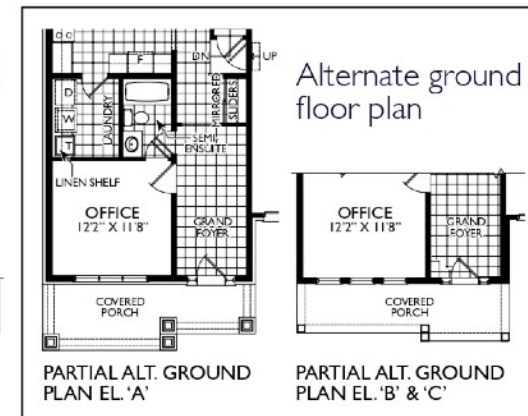 Alternate ground
floor plan
F
DN
UP
D
W
T
LAUNDRY
MIRRORED
SLIDERS
SEMI
ENSUITE
LINEN SHELF
OFFICE
12'2" X 11'8"
GRAND
FOYER
COVERED
PORCH
PARTIAL ALT. GROUND
PLAN EL. 'A'
OFFICE
12'2" X 11'8"
GRAND
FOYER
COVERED
PORCH
PARTIAL ALT. GROUND
PLAN EL. 'B' & 'C'